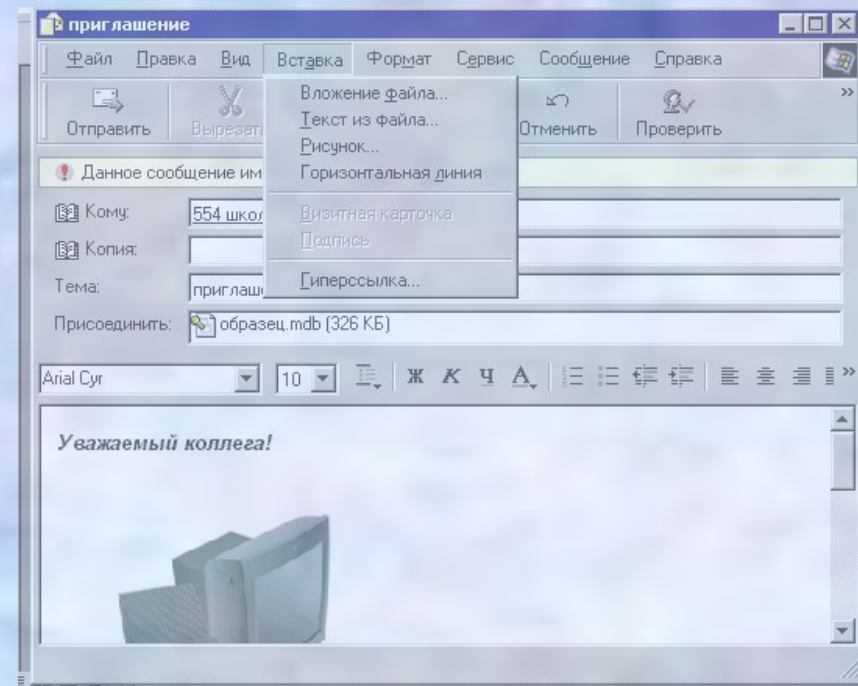 приглашение
Файл Правка Вид Вставка Формат Сервис Сообщение Справка
Отправить Вырезать Отменить Проверить »
Вложение файла...
Текст из файла...
Рисунок...
Горизонтальная линия
Визитная карточка
Подпись
Гиперссылка...
Данное сообщение им
Кому: 554 школ
Копия:
Тема: приглаш
Присоединить: образец.mdb (326 КБ)
Arial Cyr 10 Ж К Ч А »
Уважаемый коллега!